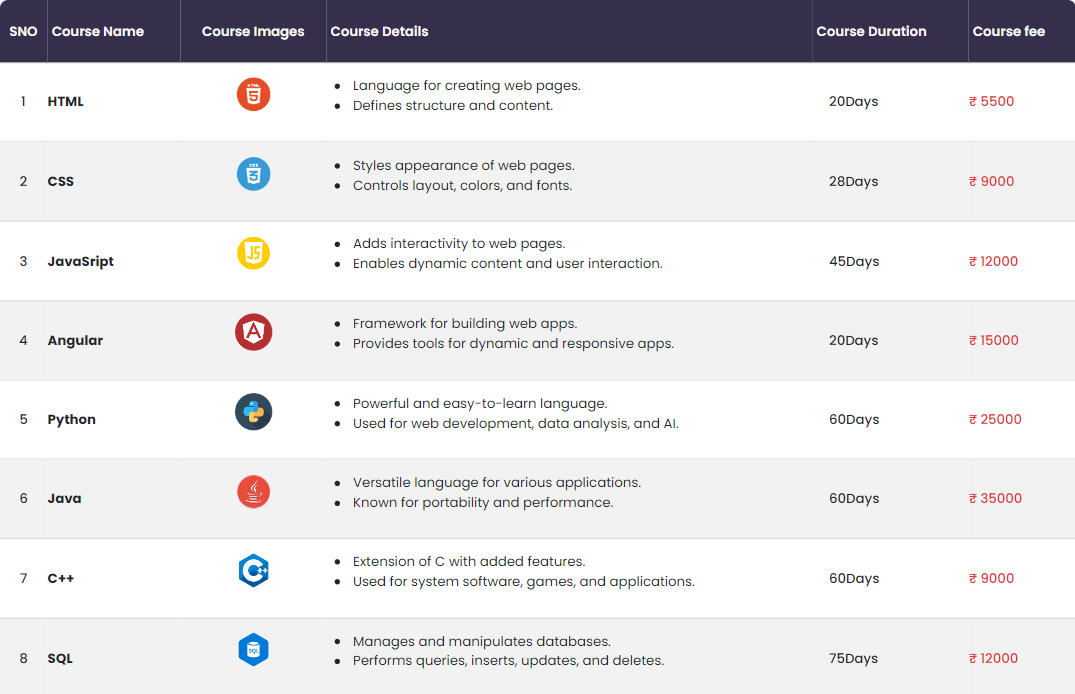 SNO Course Name Course Images Course Details Course Duration Course fee
1 HTML
HTML 5
• Language for creating web pages.
• Defines structure and content.
20Days ₹ 5500
2 CSS
CSS 3
• Styles appearance of web pages.
• Controls layout, colors, and fonts.
28Days ₹ 9000
3 JavaSript
JS
• Adds interactivity to web pages.
• Enables dynamic content and user interaction.
45Days ₹ 12000
4 Angular
A
• Framework for building web apps.
• Provides tools for dynamic and responsive apps.
20Days ₹ 15000
5 Python
• Powerful and easy-to-learn language.
• Used for web development, data analysis, and AI.
60Days ₹ 25000
6 Java
• Versatile language for various applications.
• Known for portability and performance.
60Days ₹ 35000
7 C++
C++
• Extension of C with added features.
• Used for system software, games, and applications.
60Days ₹ 9000
8 SQL
SQL
• Manages and manipulates databases.
• Performs queries, inserts, updates, and deletes.
75Days ₹ 12000